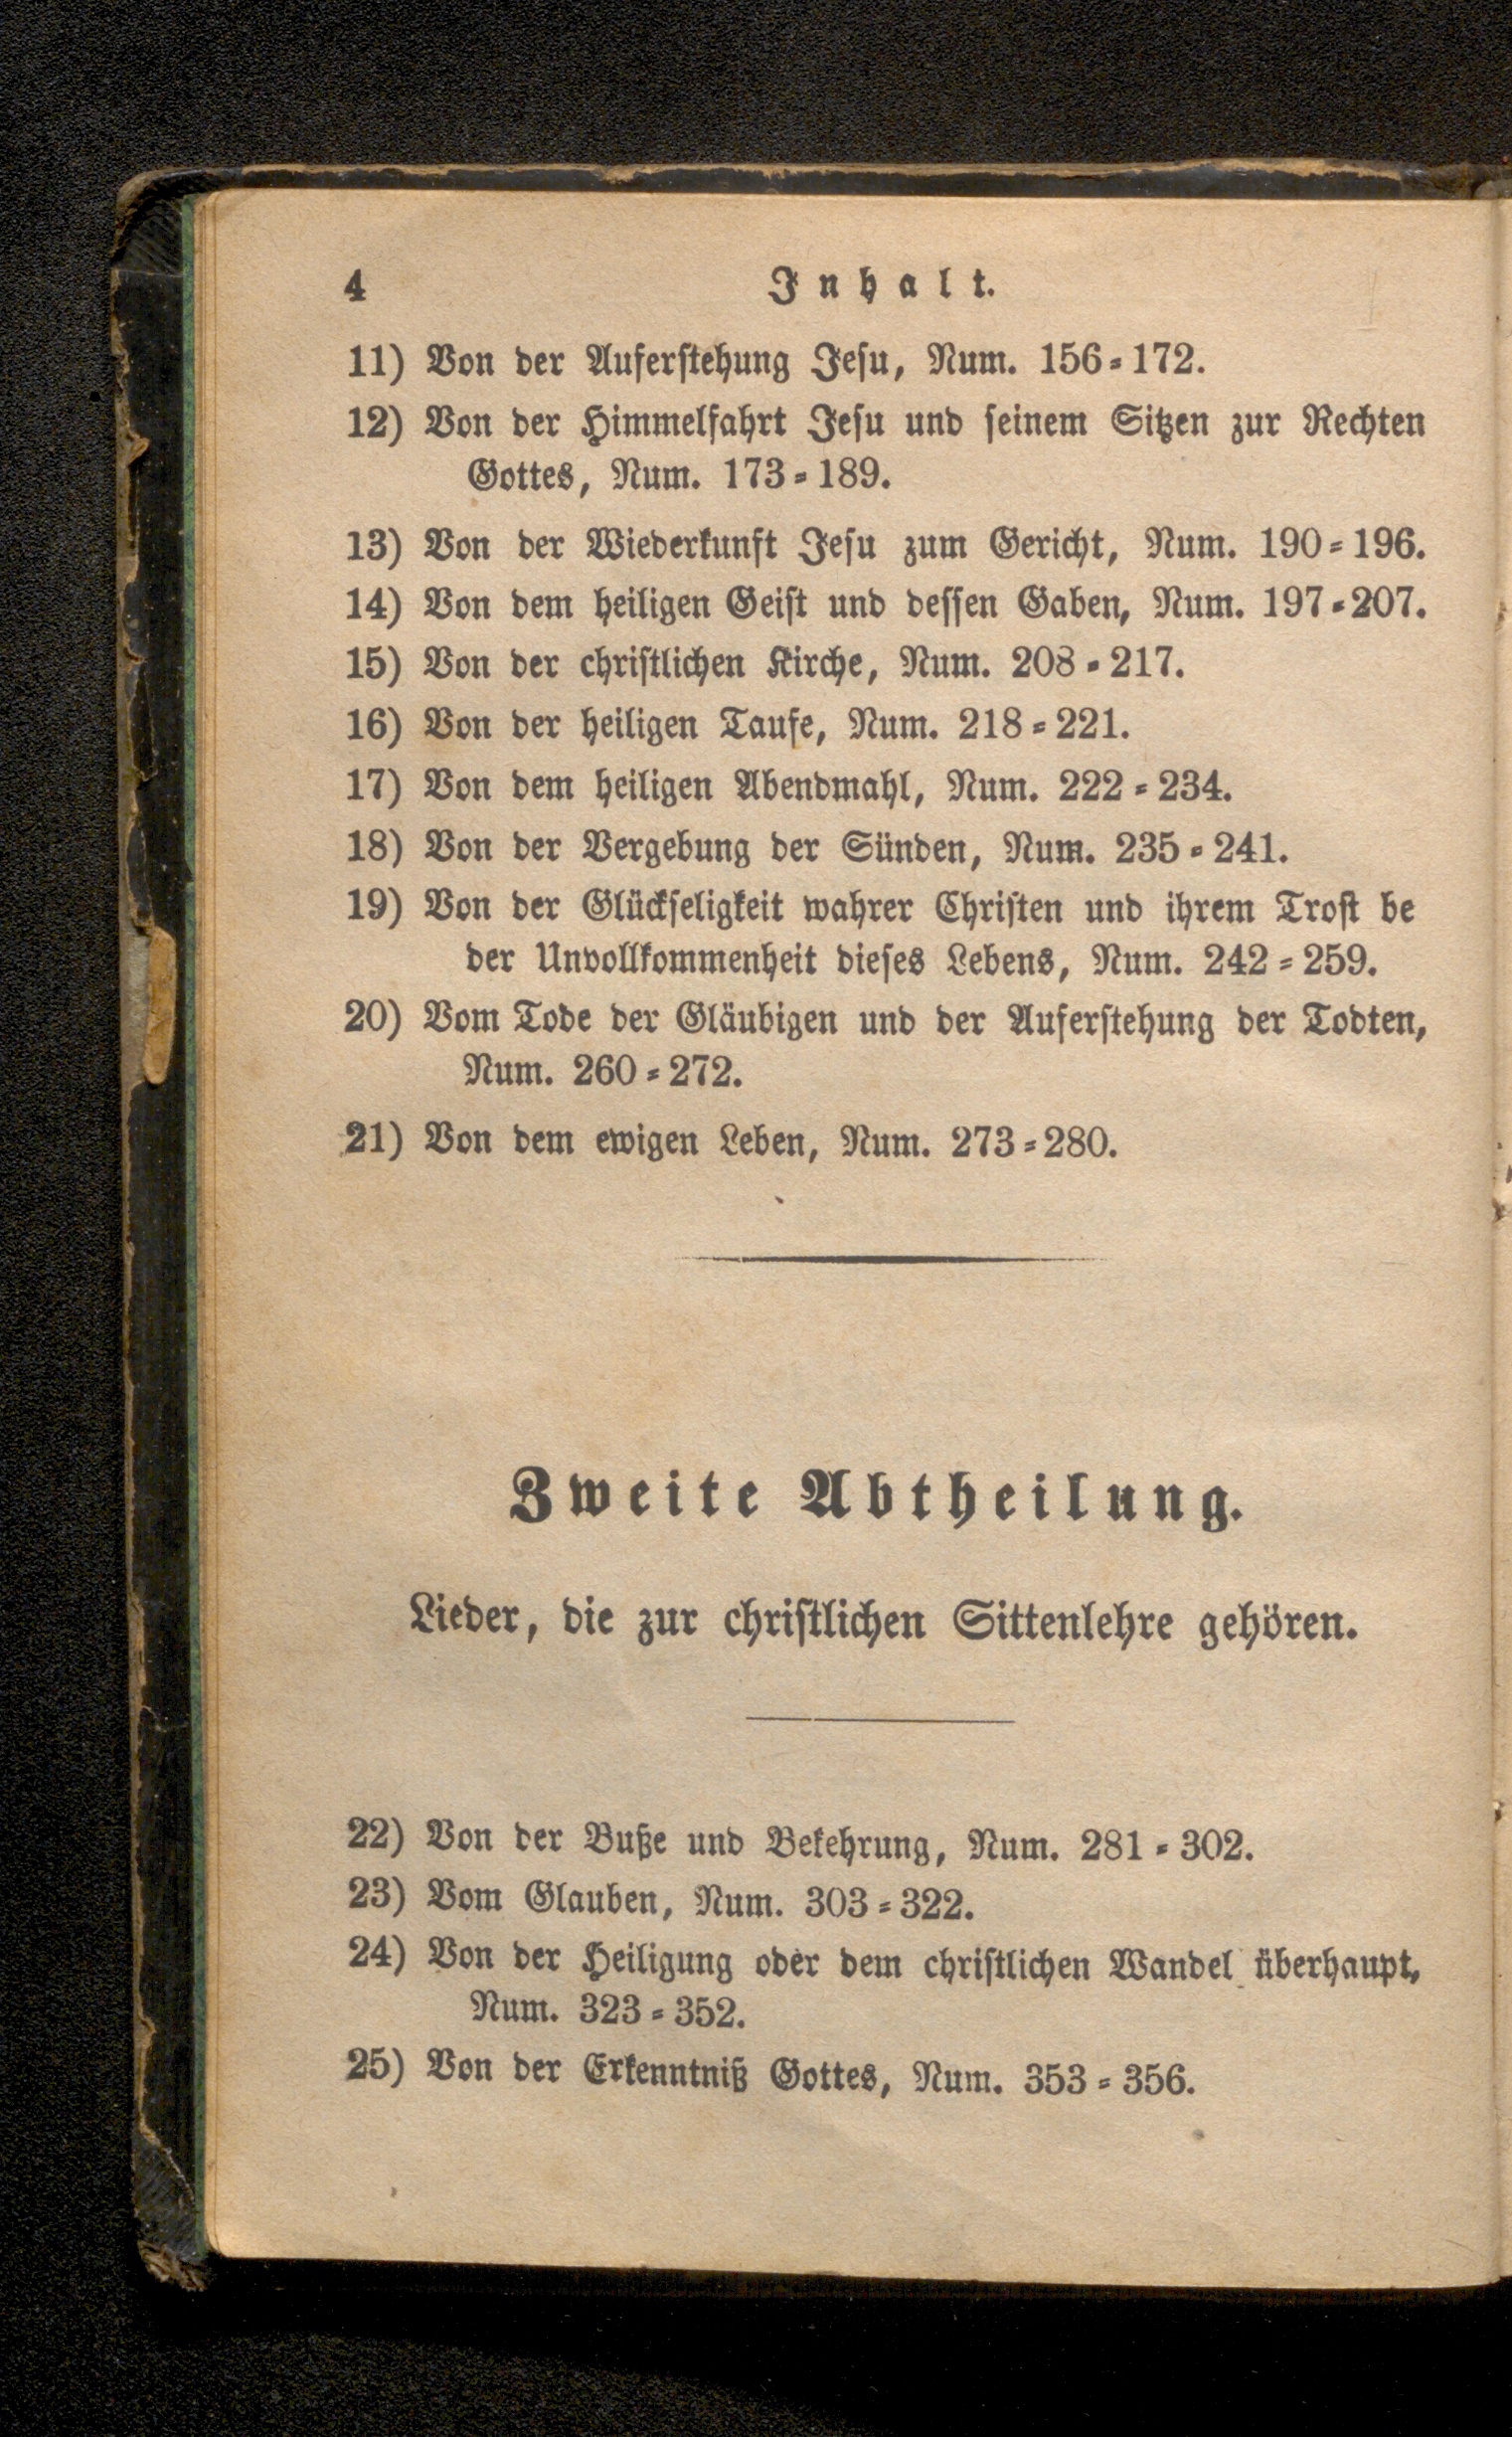 4 Inhalt.
11) Von der Auferstehung Jesu, Num. 156-172.
12) Von der Himmelfahrt Jesu und seinem Sitzen zur Rechten
Gottes, Num. 173-189.
13) Von der Wiederkunft Jesu zum Gericht, Num. 190-196.
14) Von dem heiligen Geist und dessen Gaben, Num. 197-207.
15) Von der christlichen Kirche, Num. 208-217.
16) Von der heiligen Taufe, Num. 218-221.
17) Von dem heiligen Abendmahl, Num. 222-234.
18) Von der Vergebung der Sünden, Num. 235-241.
19) Von der Glückseligkeit wahrer Christen und ihrem Trost be
der Unvollkommenheit dieses Lebens, Num. 242-259.
20) Vom Tode der Gläubigen und der Auferstehung der Todten,
Num. 260-272.
21) Von dem ewigen Leben, Num. 273-280.
Zweite Abtheilung.
Lieder, die zur christlichen Sittenlehre gehören.
22) Von der Buße und Bekehrung, Num. 281-302.
23) Vom Glauben, Num. 303-322.
24) Von der Heiligung oder dem christlichen Wandel überhaupt,
Num. 323-352.
25) Von der Erkenntniß Gottes, Num. 353-356.